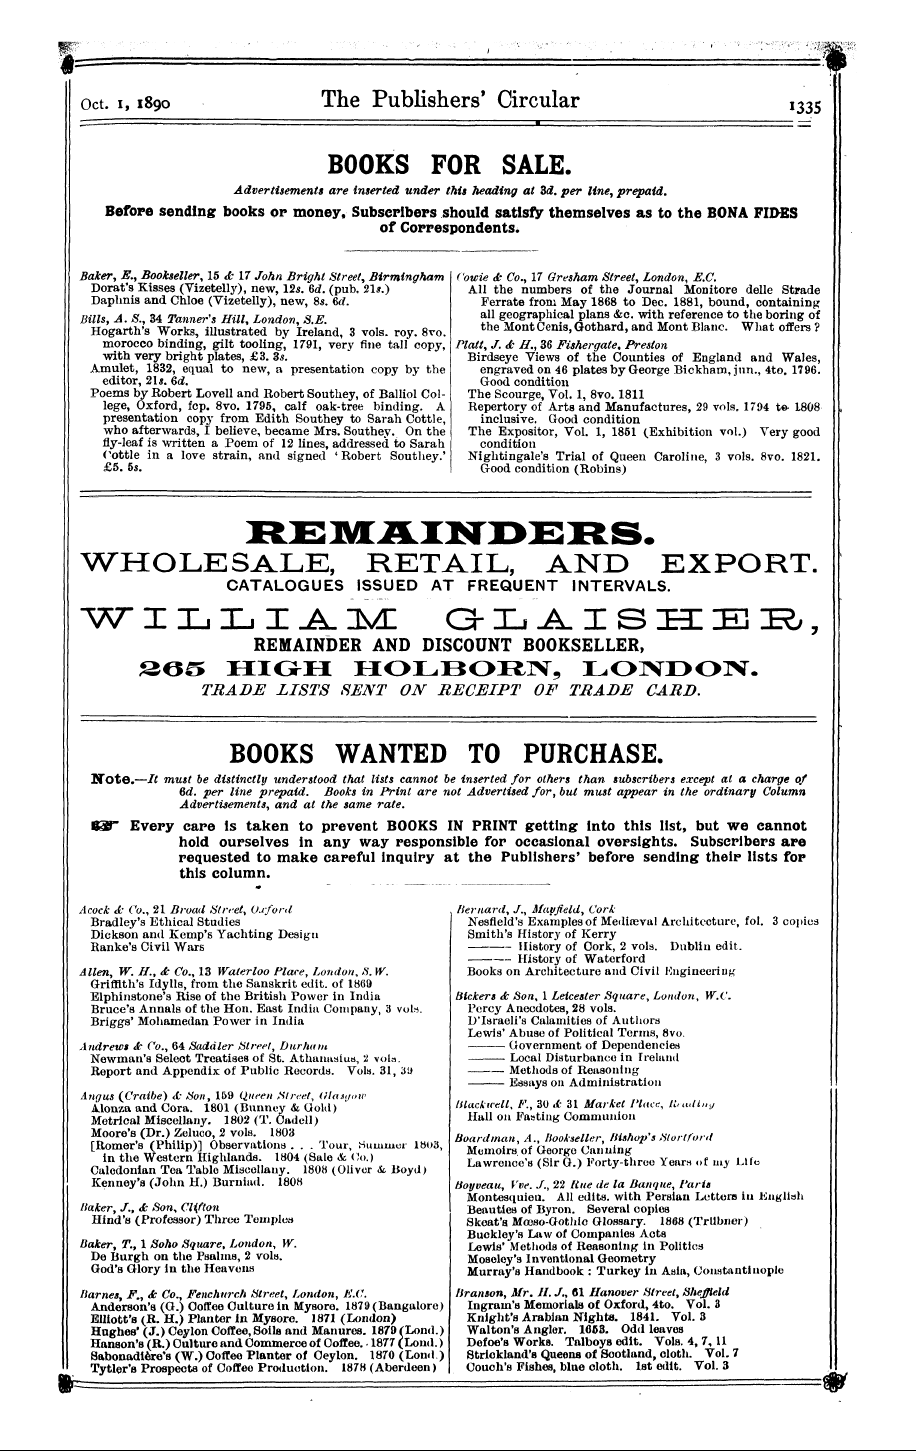 Oct. 1, 1890 The Publishers' Circular 1335
BOOKS FOR SALE.
Advertisements are inserted under this heading at 3d. per line, prepaid.
Before sending books or money, Subscribers should satisfy themselves as to the BONA FIDES
of Correspondents.
Baker, E., Bookseller, 15 & 17 John Bright Street, Birmingham
Dorat's Kisses (Vizetelly), new, 12s. 6d. (pub. 21s.)
Daphnis and Chloe (Vizetelly), new, 8s. 6d.
Bills, A. S., 34 Tanner's Hill, London, S.E.
Hogarth's Works, illustrated by Ireland, 3 vols. roy. 8vo.
morocco binding, gilt tooling, 1791, very fine tall copy,
with very bright plates, £3. 3s.
Amulet, 1832, equal to new, a presentation copy by the
editor, 21s. 6d.
Poems by Robert Lovell and Robert Southey, of Balliol Col-
lege, Oxford, fcp. 8vo. 1795, calf oak-tree binding. A
presentation copy from Edith Southey to Sarah Cottle,
who afterwards, I believe, became Mrs. Southey. On the
fly-leaf is written a Poem of 12 lines, addressed to Sarah
Cottle in a love strain, and signed ‘Robert Southey.’
£5. 5s.
Cowie & Co., 17 Gresham Street, London, E.C.
All the numbers of the Journal Monitore delle Strade
Ferrate from May 1868 to Dec. 1881, bound, containing
all geographical plans &c. with reference to the boring of
the Mont Cenis, Gothard, and Mont Blanc. What offers?
Platt, J. & H., 36 Fishergate, Preston
Birdseye Views of the Counties of England and Wales,
engraved on 46 plates by George Bickham, jun., 4to. 1796.
Good condition
The Scourge, Vol. 1, 8vo. 1811
Repertory of Arts and Manufactures, 29 vols. 1794 to 1808
inclusive. Good condition
The Expositor, Vol. 1, 1851 (Exhibition vol.) Very good
condition
Nightingale's Trial of Queen Caroline, 3 vols. 8vo. 1821.
Good condition (Robins)
REMAINDERS.
WHOLESALE, RETAIL, AND EXPORT.
CATALOGUES ISSUED AT FREQUENT INTERVALS.
WILLIAM GLAISHER,
REMAINDER AND DISCOUNT BOOKSELLER,
265 HIGH HOLBORN, LONDON.
TRADE LISTS SENT ON RECEIPT OF TRADE CARD.
BOOKS WANTED TO PURCHASE.
Note.—It must be distinctly understood that lists cannot be inserted for others than subscribers except at a charge of
6d. per line prepaid. Books in Print are not Advertised for, but must appear in the ordinary Column
Advertisements, and at the same rate.
☞ Every care is taken to prevent BOOKS IN PRINT getting into this list, but we cannot
hold ourselves in any way responsible for occasional oversights. Subscribers are
requested to make careful inquiry at the Publishers' before sending their lists for
this column.
Acock & Co., 21 Broad Street, Oxford
Bradley's Ethical Studies
Dickson and Kemp's Yachting Design
Ranke's Civil Wars
Allen, W. H., & Co., 13 Waterloo Place, London, S.W.
Griffith's Idylls, from the Sanskrit edit. of 1869
Elphinstone's Rise of the British Power in India
Bruce's Annals of the Hon. East India Company, 3 vols.
Briggs' Mohamedan Power in India
Andrews & Co., 64 Saddler Street, Durham
Newman's Select Treatises of St. Athanasius, 2 vols.
Report and Appendix of Public Records. Vols. 31, 39
Angus (Craibe) & Son, 159 Queen Street, Glasgow
Alonza and Cora. 1801 (Bunney & Gold)
Metrical Miscellany. 1802 (T. Cadell)
Moore's (Dr.) Zeluco, 2 vols. 1803
[Romer's (Philip)] Observations . . . Tour, Summer 1803,
in the Western Highlands. 1804 (Sale & Co.)
Caledonian Tea Table Miscellany. 1808 (Oliver & Boyd)
Kenney's (John H.) Burniad. 1808
Baker, J., & Son, Clifton
Hind's (Professor) Three Temples
Baker, T., 1 Soho Square, London, W.
De Burgh on the Psalms, 2 vols.
God's Glory in the Heavens
Barnes, F., & Co., Fenchurch Street, London, E.C.
Anderson's (G.) Coffee Culture in Mysore. 1879 (Bangalore)
Elliott's (R. H.) Planter in Mysore. 1871 (London)
Hughes' (J.) Ceylon Coffee, Soils and Manures. 1879 (Lond.)
Hanson's (R.) Culture and Commerce of Coffee. 1877 (Lond.)
Sabonadière's (W.) Coffee Planter of Ceylon. 1870 (Lond.)
Tytler's Prospects of Coffee Production. 1878 (Aberdeen)
Bernard, J., Mayfield, Cork
Nesfield's Examples of Mediæval Architecture, fol. 3 copies
Smith's History of Kerry
—— History of Cork, 2 vols. Dublin edit.
—— History of Waterford
Books on Architecture and Civil Engineering
Bickers & Son, 1 Leicester Square, London, W.C.
Percy Anecdotes, 28 vols.
D'Israeli's Calamities of Authors
Lewis' Abuse of Political Terms, 8vo.
—— Government of Dependencies
—— Local Disturbance in Ireland
—— Methods of Reasoning
—— Essays on Administration
Blackwell, F., 30 & 31 Market Place, Reading
Hall on Fasting Communion
Boardman, A., Bookseller, Bishop's Stortford
Memoirs of George Canning
Lawrence's (Sir G.) Forty-three Years of my Life
Boyveau, Vve. J., 22 Rue de la Banque, Paris
Montesquieu. All edits. with Persian Letters in English
Beauties of Byron. Several copies
Skeat's Mœso-Gothic Glossary. 1868 (Trübner)
Buckley's Law of Companies Acts
Lewis' Methods of Reasoning in Politics
Moseley's Inventional Geometry
Murray's Handbook : Turkey in Asia, Constantinople
Branson, Mr. H. J., 61 Hanover Street, Sheffield
Ingram's Memorials of Oxford, 4to. Vol. 3
Knight's Arabian Nights. 1841. Vol. 3
Walton's Angler. 1653. Odd leaves
Defoe's Works. Talboys edit. Vols. 4, 7, 11
Strickland's Queens of Scotland, cloth. Vol. 7
Couch's Fishes, blue cloth. 1st edit. Vol. 3